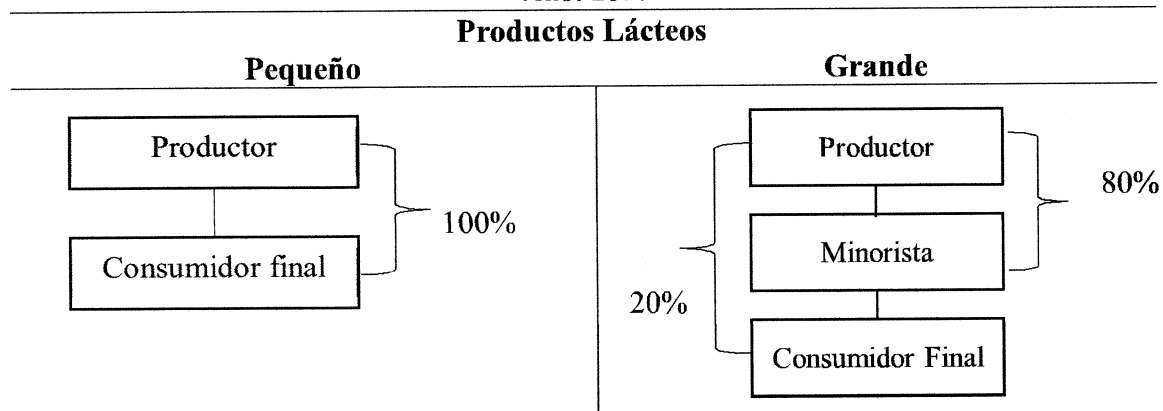 Productos Lácteos
Pequeño
Grande
Productor
Consumidor final
100%
Productor
Minorista
Consumidor Final
80%
20%